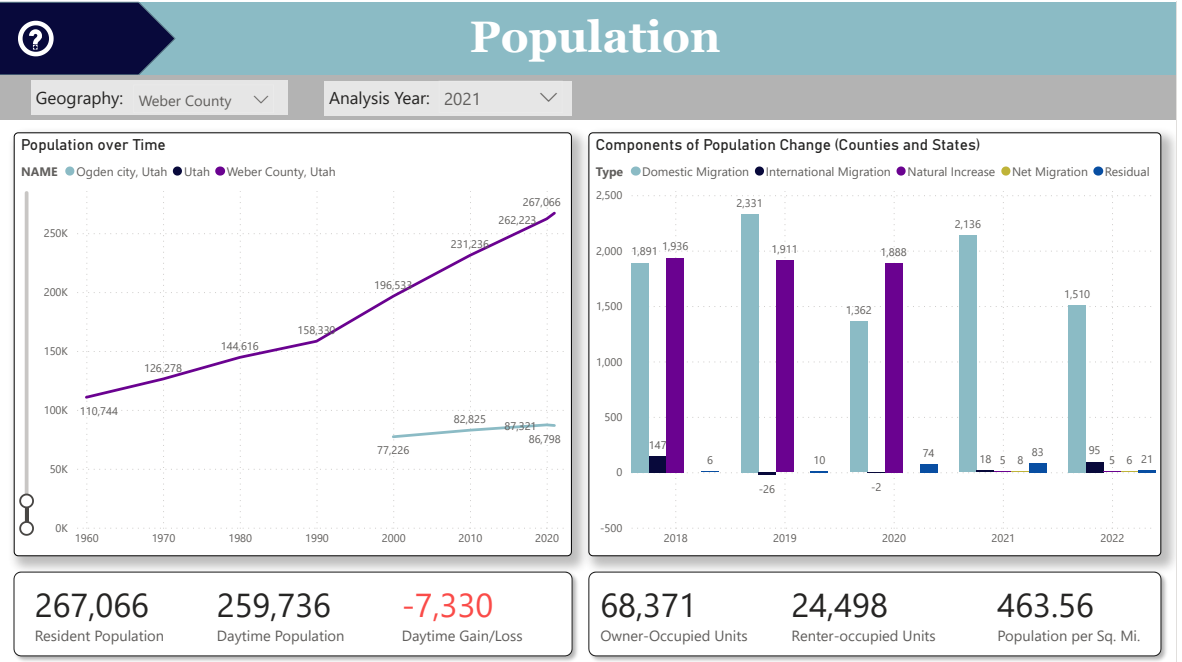 ?
Population
Geography: Weber County
Analysis Year: 2021
Population over Time
NAME Ogden city, Utah Utah Weber County, Utah
250K
200K
150K
100K
50K
0K
267,066
262,223
231,236
196,533
158,330
144,616
126,278
110,744
82,825
87,321
86,798
77,226
1960 1970 1980 1990 2000 2010 2020
Components of Population Change (Counties and States)
Type Domestic Migration International Migration Natural Increase Net Migration Residual
2,500
2,000
1,500
1,000
500
0
-500
1,891 147 1,936 6
2,331 -26 1,911 10
1,362 -2 1,888 74
2,136 18 5 8 83
1,510 95 5 6 21
2018 2019 2020 2021 2022
267,066 259,736 -7,330
Resident Population Daytime Population Daytime Gain/Loss
68,371 24,498 463.56
Owner-Occupied Units Renter-occupied Units Population per Sq. Mi.